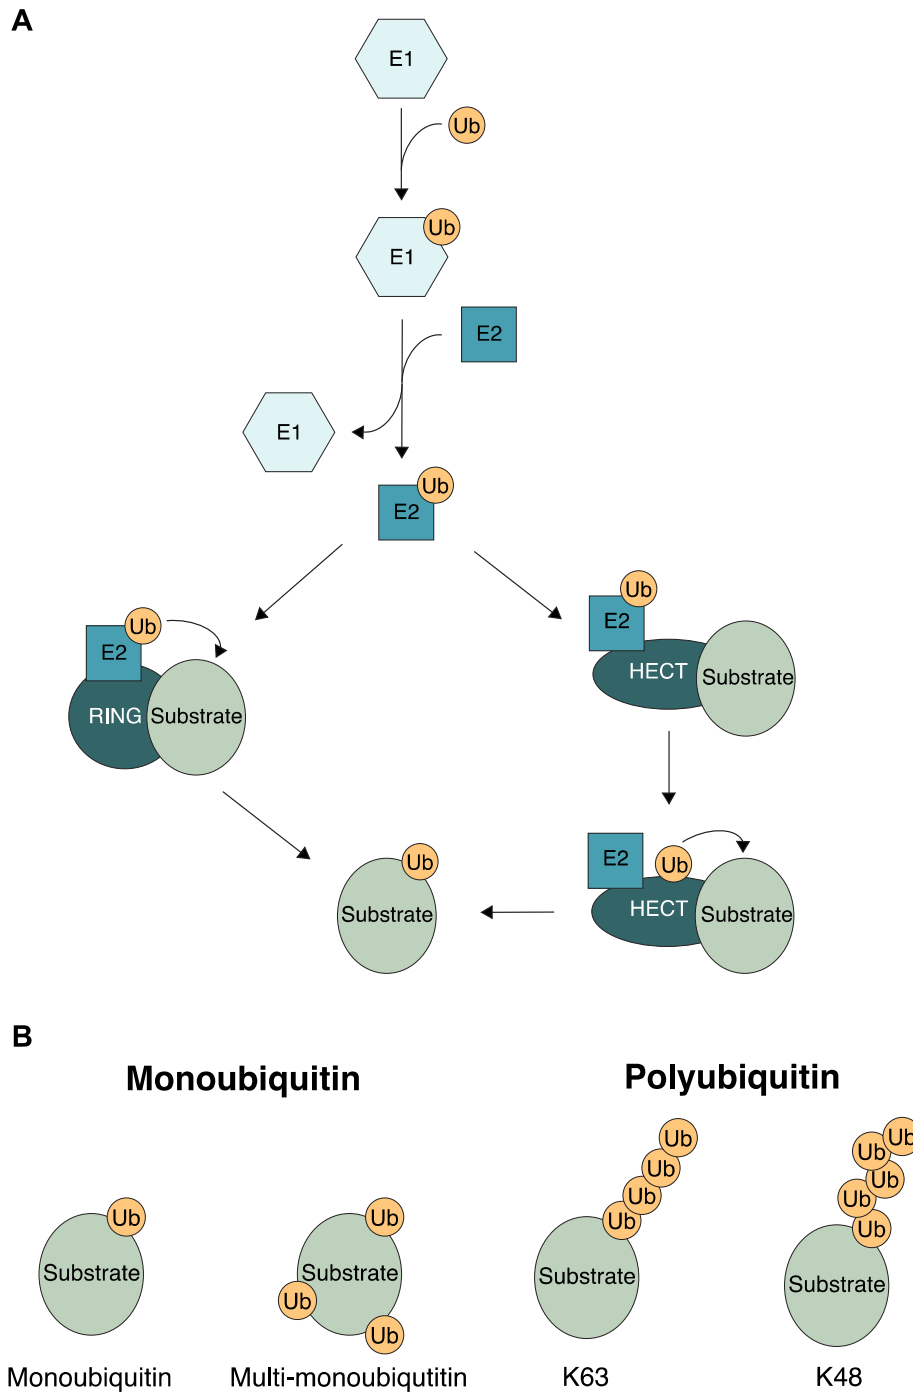 A
E1
Ub
Ub
E1
E2
E1
Ub
E2
Ub
E2
RING Substrate
Ub
E2
HECT Substrate
E2 Ub
HECT Substrate
Ub
Substrate
B
Monoubiquitin
Polyubiquitin
Ub
Substrate
Monoubiquitin
Ub
Substrate
Ub
Ub
Multi-monoubiqutitin
Ub
Ub
Ub
Ub
Substrate
K63
Ub
Ub
Ub
Ub
Ub
Substrate
K48